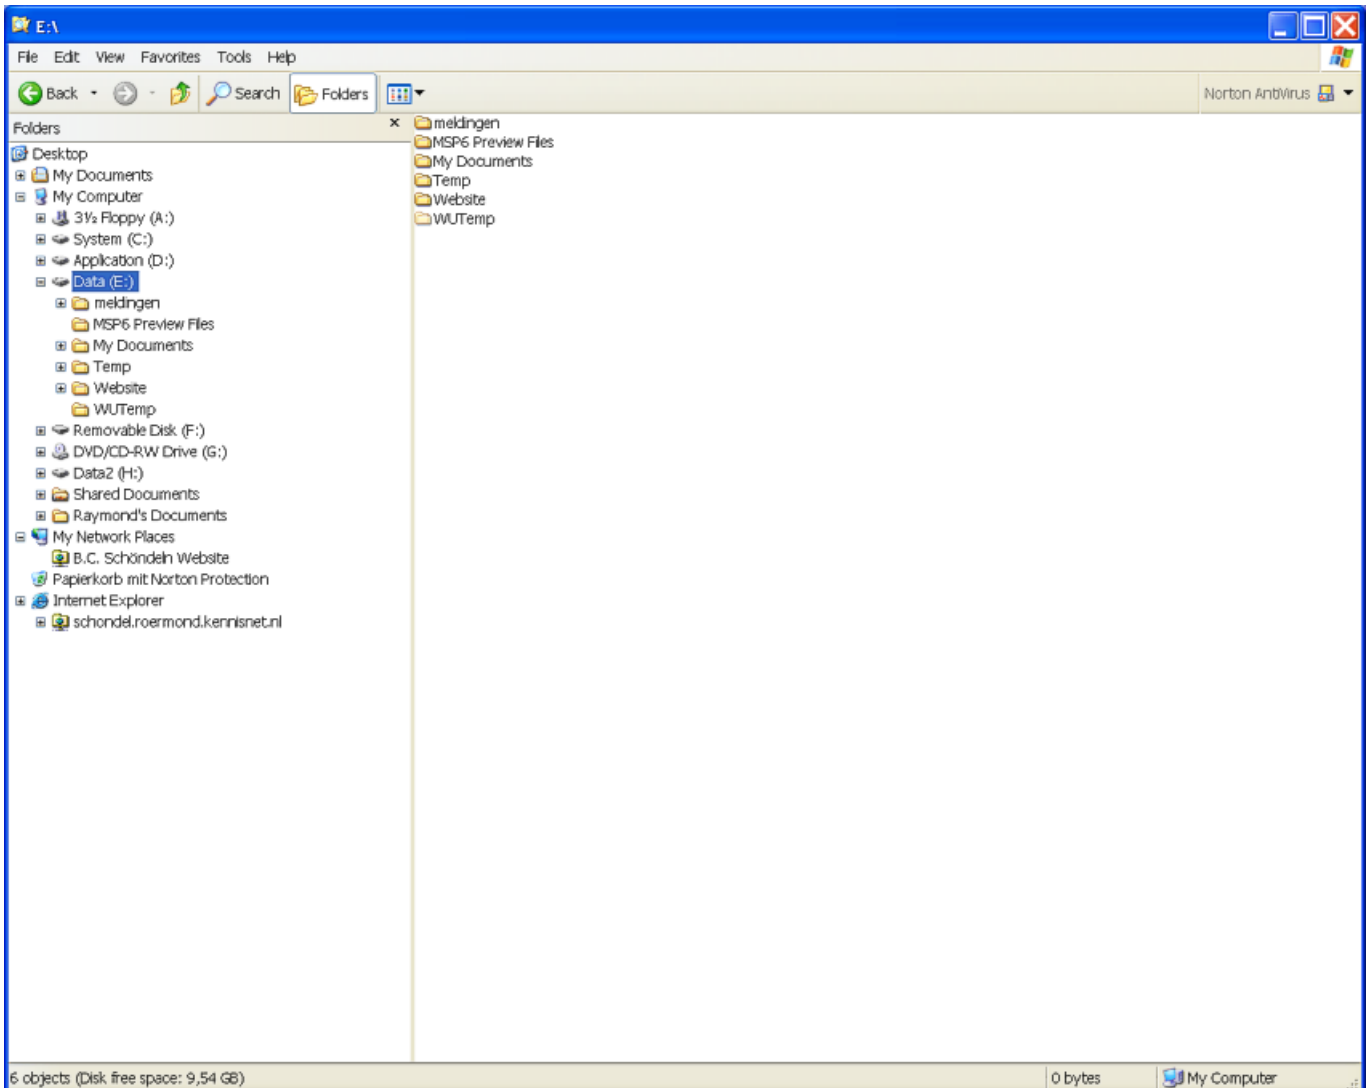 E:\
File Edit View Favorites Tools Help
Back Search Folders Norton AntiVirus
Folders x
Desktop
My Documents
My Computer
3½ Floppy (A:)
System (C:)
Application (D:)
Data (E:)
meldingen
MSP6 Preview Files
My Documents
Temp
Website
WUTemp
Removable Disk (F:)
DVD/CD-RW Drive (G:)
Data2 (H:)
Shared Documents
Raymond's Documents
My Network Places
B.C. Schöndeln Website
Papierkorb mit Norton Protection
Internet Explorer
schondel.roermond.kennisnet.nl
meldingen
MSP6 Preview Files
My Documents
Temp
Website
WUTemp
6 objects (Disk free space: 9,54 GB) 0 bytes My Computer